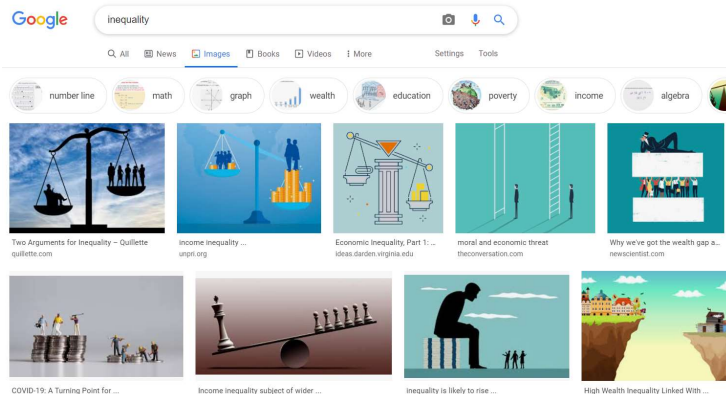 Google
inequality
All
News
Images
Books
Videos
More
Settings
Tools
number line
math
graph
wealth
education
poverty
income
algebra
Two Arguments for Inequality – Quillette
quillette.com
income inequality ...
unpri.org
Economic Inequality, Part 1: ...
ideas.darden.virginia.edu
moral and economic threat
theconversation.com
Why we've got the wealth gap a...
newscientist.com
COVID-19: A Turning Point for ...
Income inequality subject of wider ...
inequality is likely to rise ...
High Wealth Inequality Linked With ...